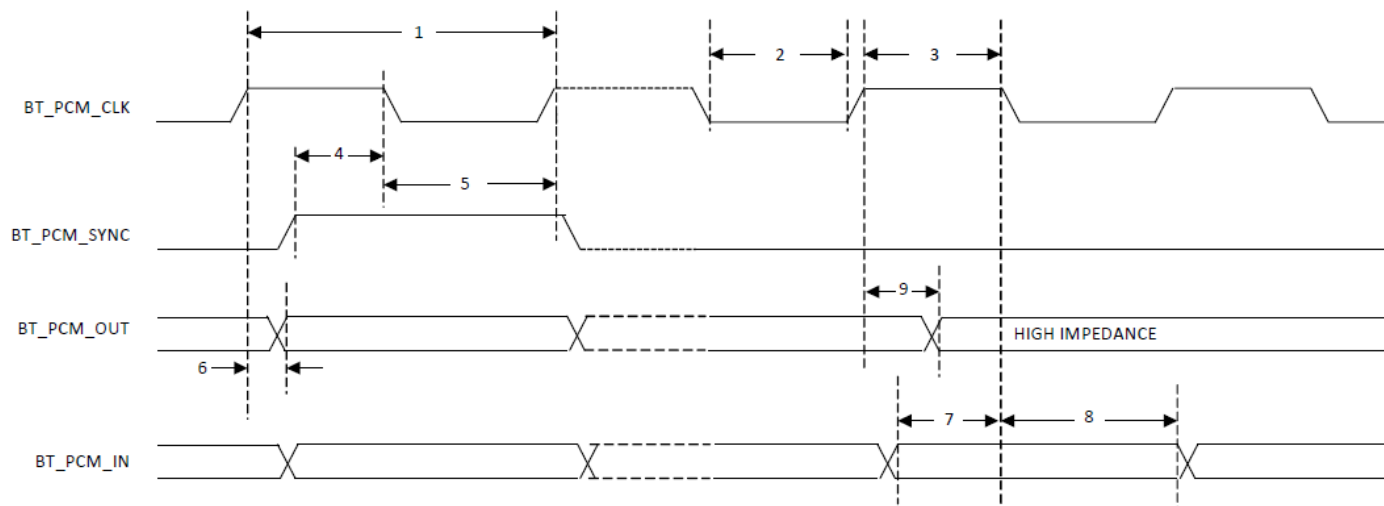 1
2
3
BT_PCM_CLK
4
5
BT_PCM_SYNC
9
BT_PCM_OUT
HIGH IMPEDANCE
6
7
8
BT_PCM_IN